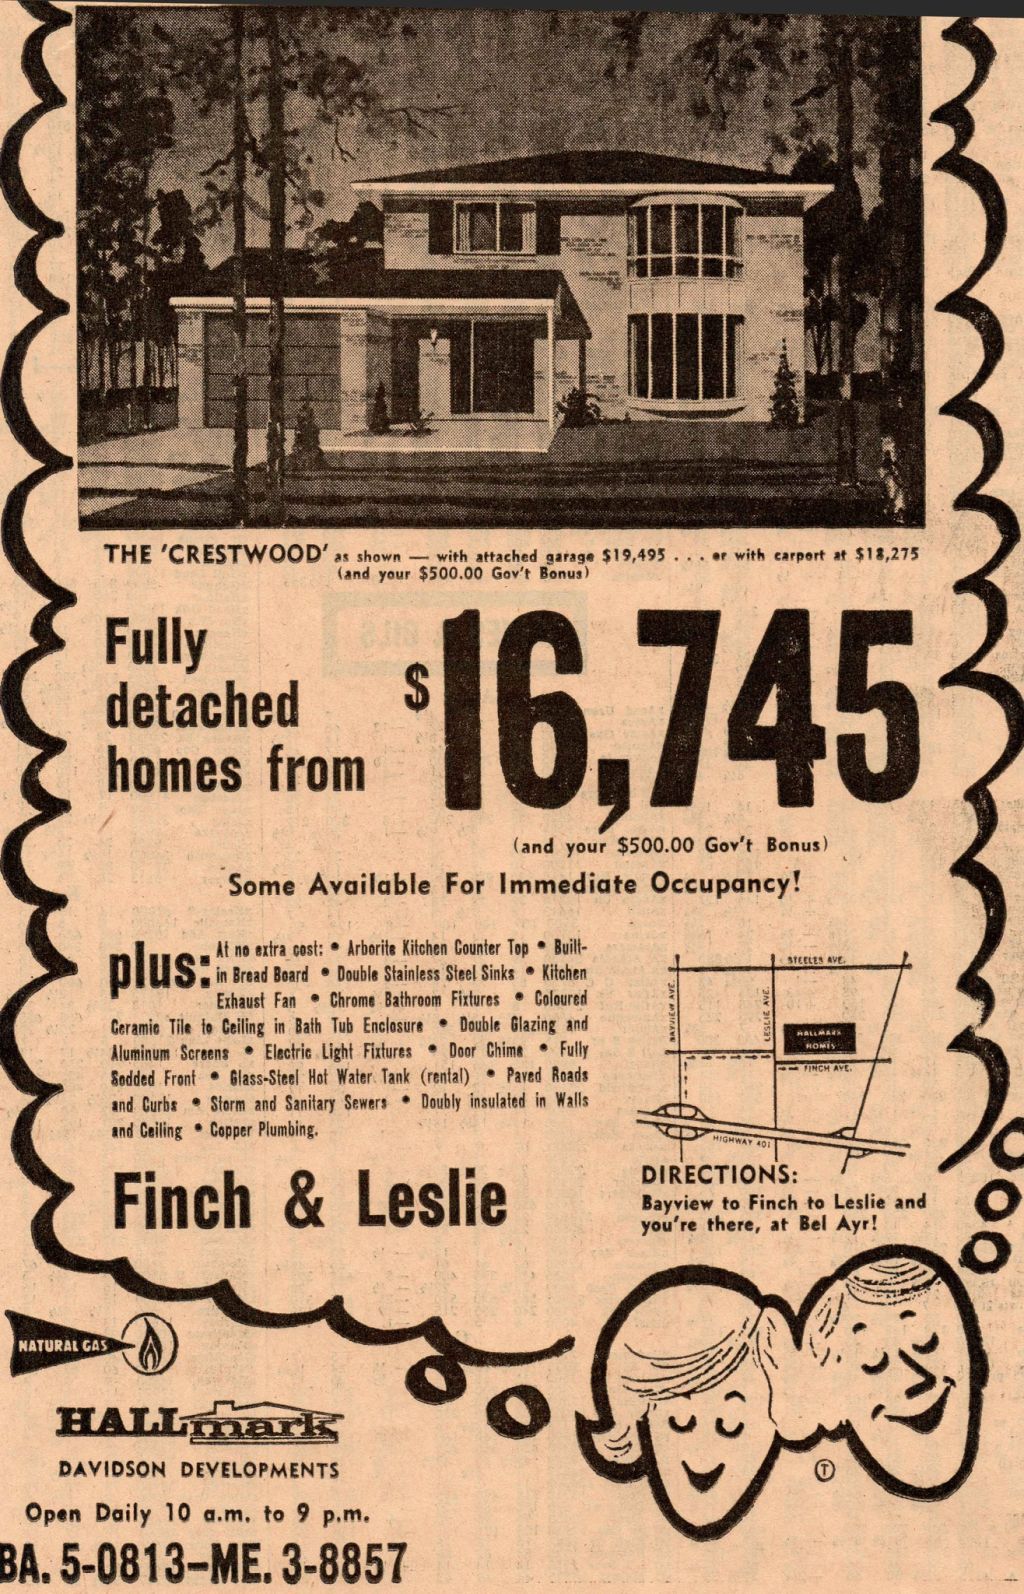 THE 'CRESTWOOD' as shown — with attached garage $19,495 . . . or with carport at $18,275
(and your $500.00 Gov't Bonus)
Fully
detached
homes from
$16,745
(and your $500.00 Gov't Bonus)
Some Available For Immediate Occupancy!
plus: At no extra cost: • Arborite Kitchen Counter Top • Built-
in Bread Board • Double Stainless Steel Sinks • Kitchen
Exhaust Fan • Chrome Bathroom Fixtures • Coloured
Ceramic Tile to Ceiling in Bath Tub Enclosure • Double Glazing and
Aluminum Screens • Electric Light Fixtures • Door Chime • Fully
Sodded Front • Glass-Steel Hot Water Tank (rental) • Paved Roads
and Curbs • Storm and Sanitary Sewers • Doubly insulated in Walls
and Ceiling • Copper Plumbing.
STEELES AVE.
BAYVIEW AVE.
LESLIE AVE.
HALLMARK
HOMES
FINCH AVE.
HIGHWAY 401
Finch & Leslie
DIRECTIONS:
Bayview to Finch to Leslie and
you're there, at Bel Ayr!
NATURAL GAS
HALLmark
DAVIDSON DEVELOPMENTS
T
Open Daily 10 a.m. to 9 p.m.
BA. 5-0813–ME. 3-8857